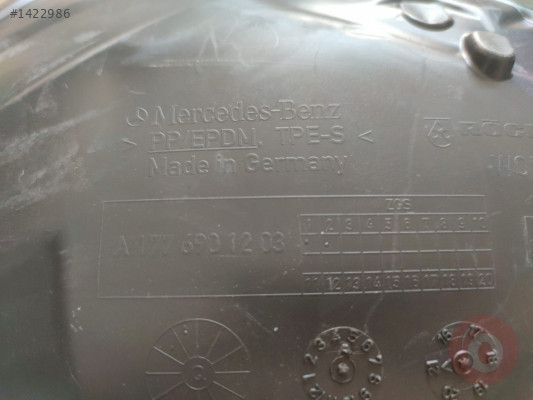 #1422986
Mercedes-Benz
> PP/EPDM, TPE-S <
Made in Germany
ZGS
1 2 3 4 5 6 7 8 9 10
A 177 690 12 03
11 12 13 14 15 16 17 18 19 20